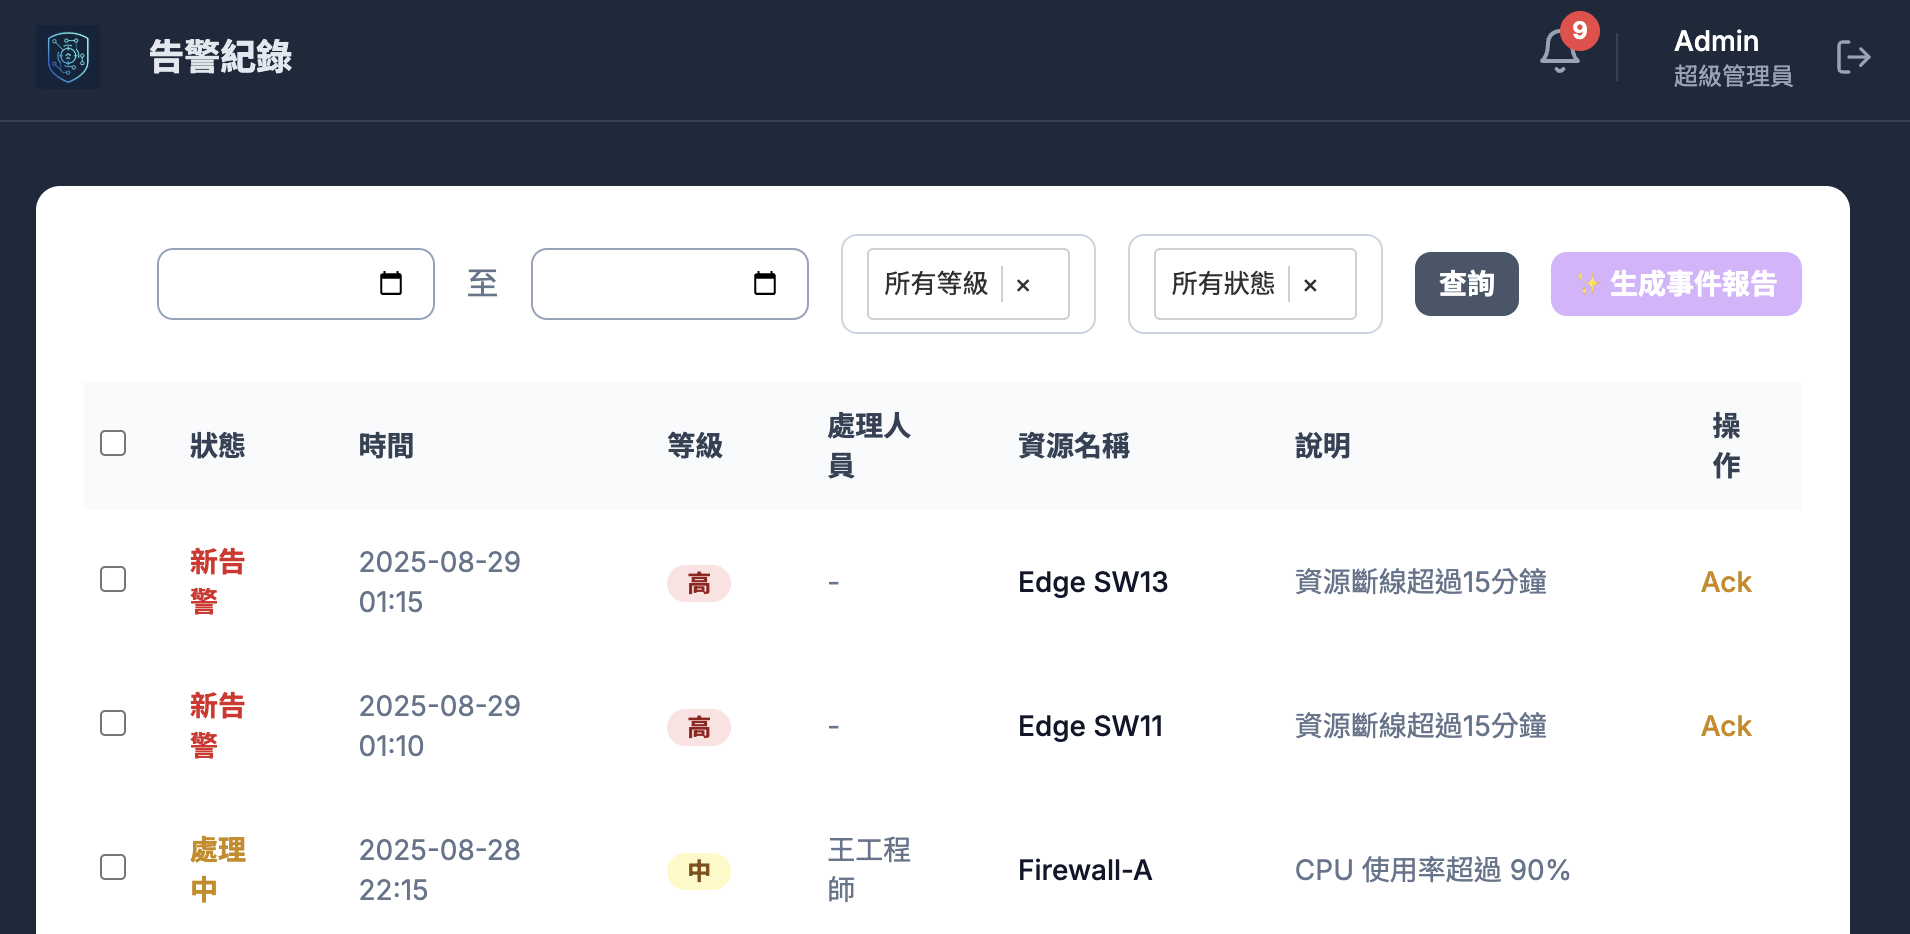 告警紀錄
9
Admin
超級管理員
至
所有等級 ×
所有狀態 ×
查詢
✨ 生成事件報告
狀態
時間
等級
處理人
員
資源名稱
說明
操
作
新告
警
2025-08-29
01:15
高
-
Edge SW13
資源斷線超過15分鐘
Ack
新告
警
2025-08-29
01:10
高
-
Edge SW11
資源斷線超過15分鐘
Ack
處理
中
2025-08-28
22:15
中
王工程
師
Firewall-A
CPU 使用率超過 90%